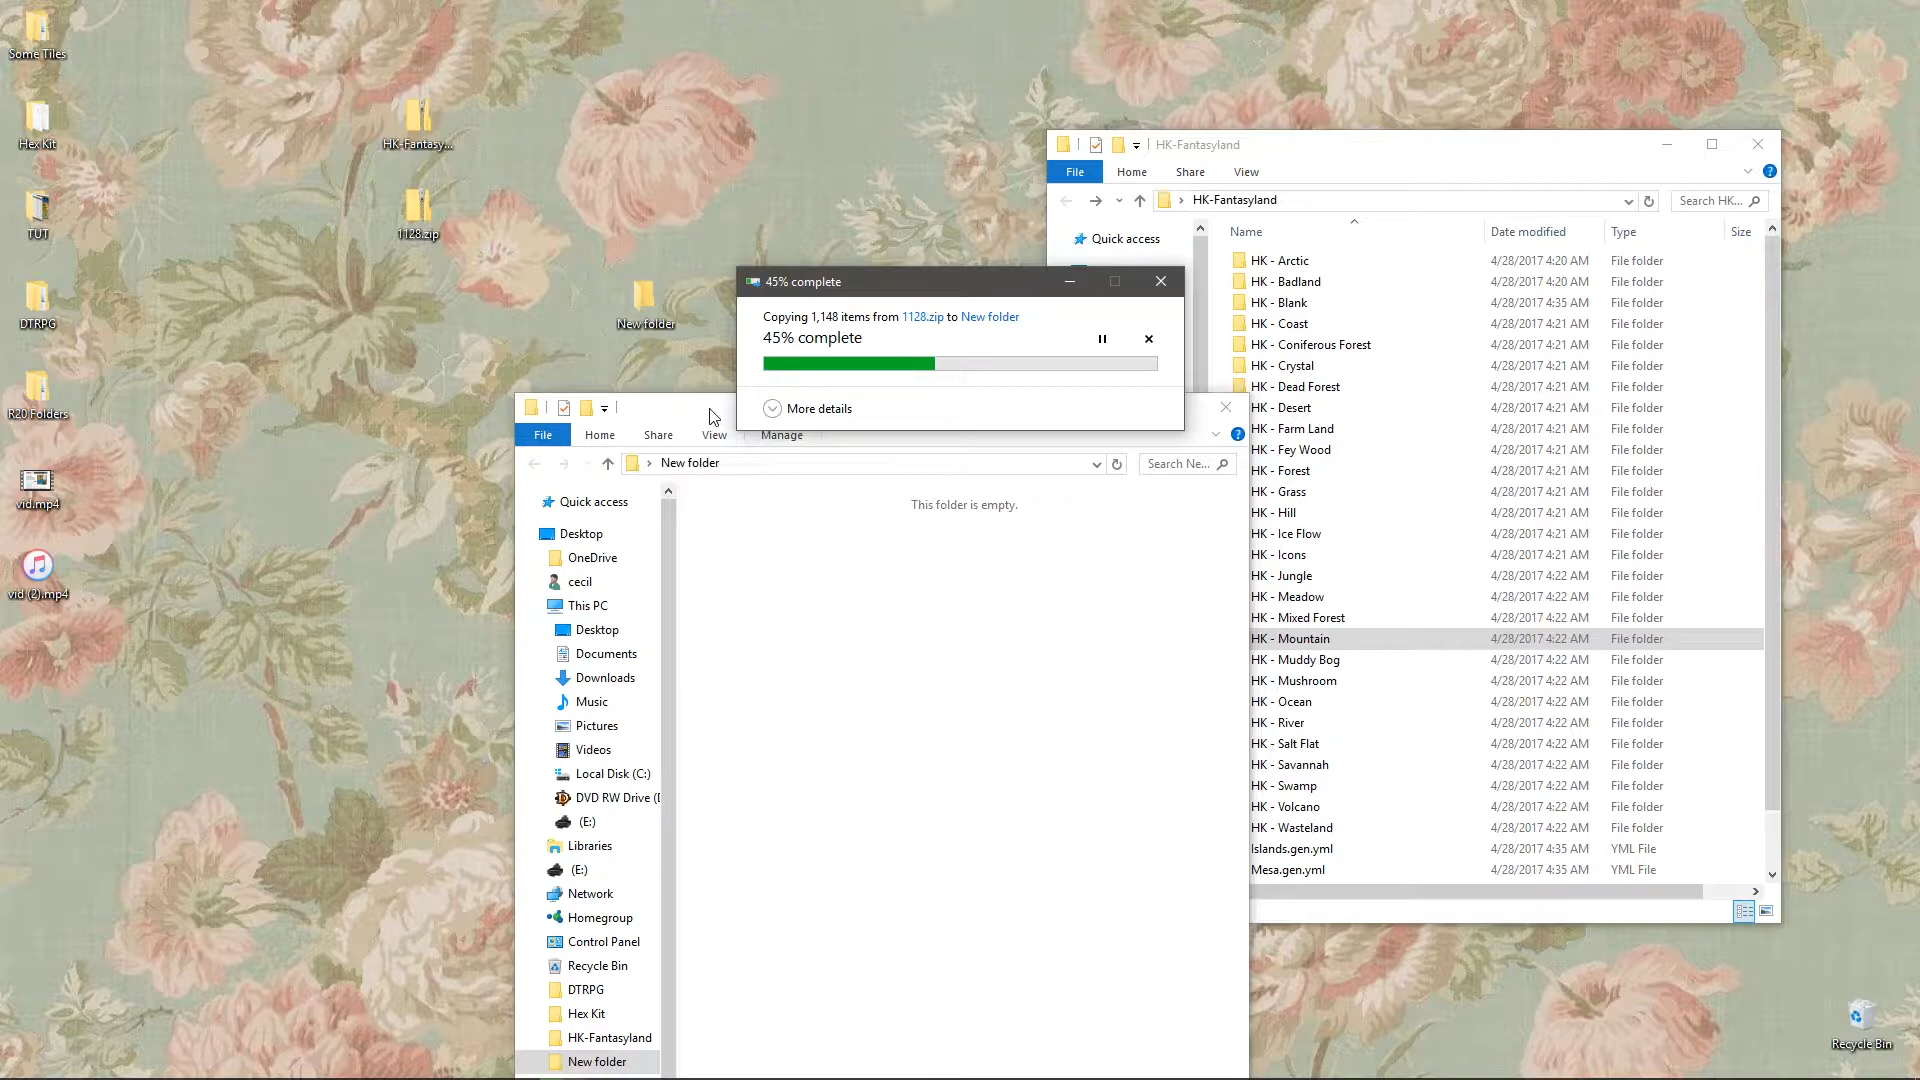 Some Tiles
Hex Kit
TUT
DTRPG
R20 Folders
vid.mp4
vid (2).mp4
HK-Fantasy...
1128.zip
New folder
HK-Fantasyland
File
Home
Share
View
HK-Fantasyland
Search HK...
Quick access
Name
Date modified
Type
Size
HK - Arctic 4/28/2017 4:20 AM File folder
HK - Badland 4/28/2017 4:20 AM File folder
HK - Blank 4/28/2017 4:35 AM File folder
HK - Coast 4/28/2017 4:21 AM File folder
HK - Coniferous Forest 4/28/2017 4:21 AM File folder
HK - Crystal 4/28/2017 4:21 AM File folder
HK - Dead Forest 4/28/2017 4:21 AM File folder
HK - Desert 4/28/2017 4:21 AM File folder
HK - Farm Land 4/28/2017 4:21 AM File folder
HK - Fey Wood 4/28/2017 4:21 AM File folder
HK - Forest 4/28/2017 4:21 AM File folder
HK - Grass 4/28/2017 4:21 AM File folder
HK - Hill 4/28/2017 4:21 AM File folder
HK - Ice Flow 4/28/2017 4:21 AM File folder
HK - Icons 4/28/2017 4:21 AM File folder
HK - Jungle 4/28/2017 4:22 AM File folder
HK - Meadow 4/28/2017 4:22 AM File folder
HK - Mixed Forest 4/28/2017 4:22 AM File folder
HK - Mountain 4/28/2017 4:22 AM File folder
HK - Muddy Bog 4/28/2017 4:22 AM File folder
HK - Mushroom 4/28/2017 4:22 AM File folder
HK - Ocean 4/28/2017 4:22 AM File folder
HK - River 4/28/2017 4:22 AM File folder
HK - Salt Flat 4/28/2017 4:22 AM File folder
HK - Savannah 4/28/2017 4:22 AM File folder
HK - Swamp 4/28/2017 4:22 AM File folder
HK - Volcano 4/28/2017 4:22 AM File folder
HK - Wasteland 4/28/2017 4:22 AM File folder
Islands.gen.yml 4/28/2017 4:35 AM YML File
Mesa.gen.yml 4/28/2017 4:35 AM YML File
45% complete
Copying 1,148 items from 1128.zip to New folder
45% complete
More details
File
Home
Share
View
Manage
New folder
Search Ne...
This folder is empty.
Quick access
Desktop
OneDrive
cecil
This PC
Desktop
Documents
Downloads
Music
Pictures
Videos
Local Disk (C:)
DVD RW Drive (
(E:)
Libraries
(E:)
Network
Homegroup
Control Panel
Recycle Bin
DTRPG
Hex Kit
HK-Fantasyland
New folder
Recycle Bin